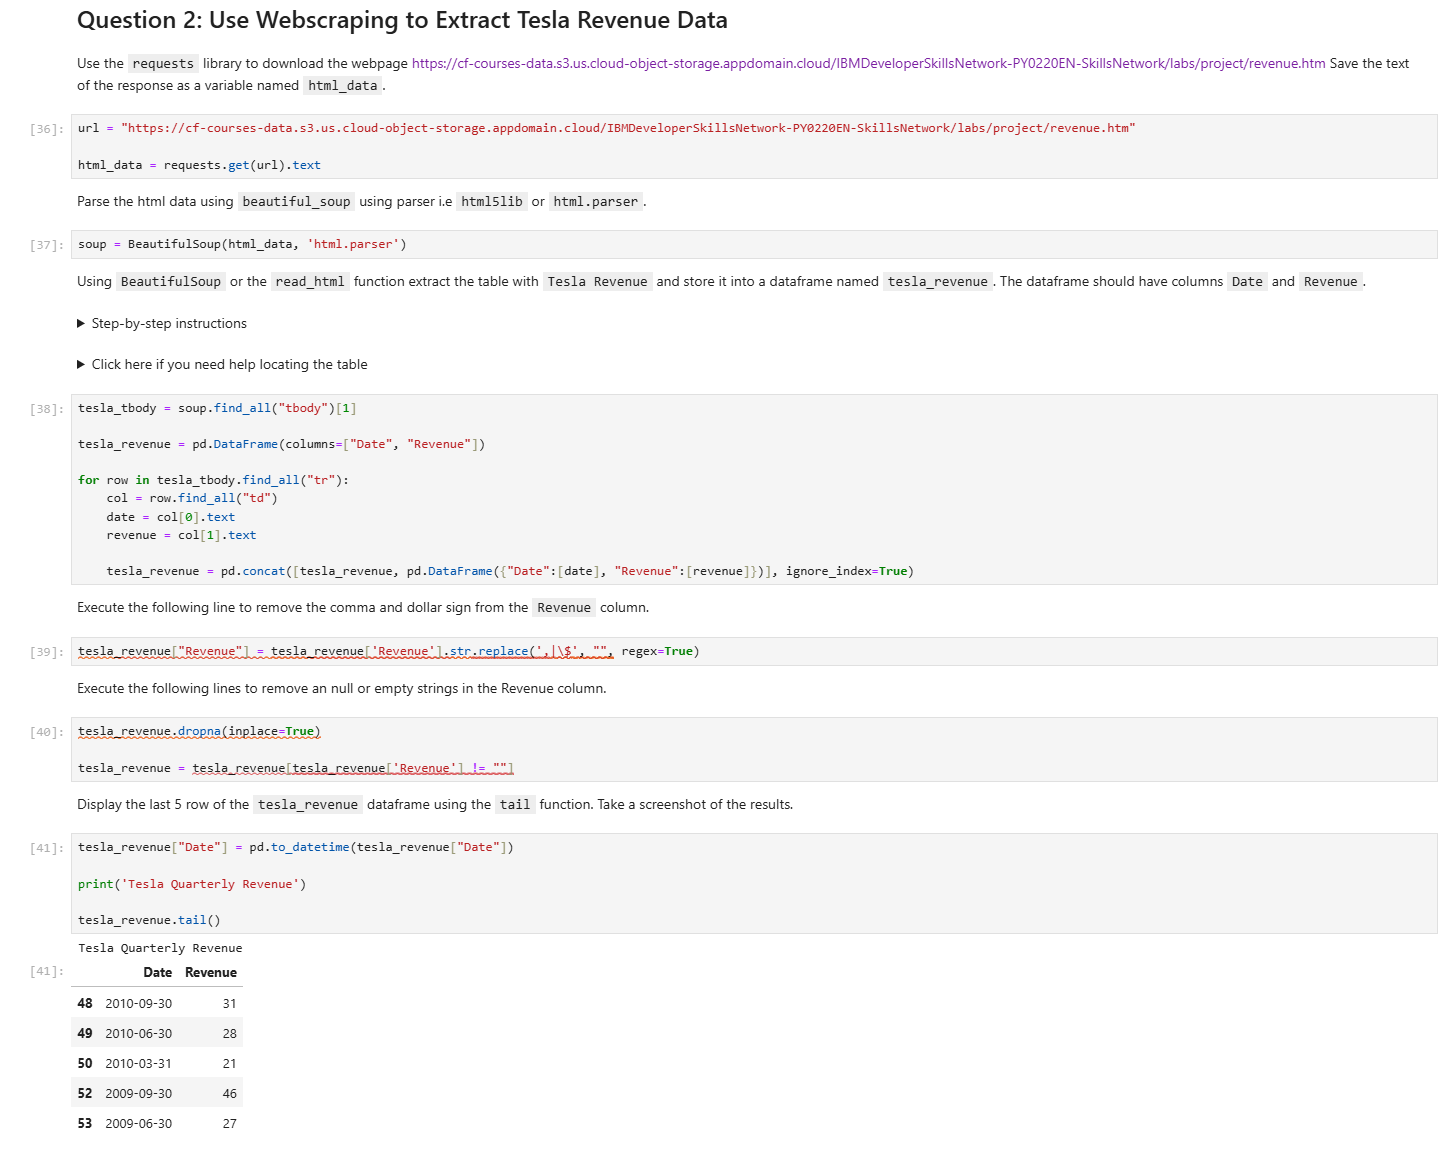 Question 2: Use Webscraping to Extract Tesla Revenue Data
Use the requests library to download the webpage https://cf-courses-data.s3.us.cloud-object-storage.appdomain.cloud/IBMDeveloperSkillsNetwork-PY0220EN-SkillsNetwork/labs/project/revenue.htm Save the text
of the response as a variable named html_data.
[36]: url = "https://cf-courses-data.s3.us.cloud-object-storage.appdomain.cloud/IBMDeveloperSkillsNetwork-PY0220EN-SkillsNetwork/labs/project/revenue.htm"
html_data = requests.get(url).text
Parse the html data using beautiful_soup using parser i.e html5lib or html.parser.
[37]: soup = BeautifulSoup(html_data, 'html.parser')
Using BeautifulSoup or the read_html function extract the table with Tesla Revenue and store it into a dataframe named tesla_revenue. The dataframe should have columns Date and Revenue.
▶ Step-by-step instructions
▶ Click here if you need help locating the table
[38]: tesla_tbody = soup.find_all("tbody")[1]
tesla_revenue = pd.DataFrame(columns=["Date", "Revenue"])
for row in tesla_tbody.find_all("tr"):
    col = row.find_all("td")
    date = col[0].text
    revenue = col[1].text
    tesla_revenue = pd.concat([tesla_revenue, pd.DataFrame({"Date":[date], "Revenue":[revenue]})], ignore_index=True)
Execute the following line to remove the comma and dollar sign from the Revenue column.
[39]: tesla_revenue["Revenue"] = tesla_revenue['Revenue'].str.replace(',|\$', "", regex=True)
Execute the following lines to remove an null or empty strings in the Revenue column.
[40]: tesla_revenue.dropna(inplace=True)
tesla_revenue = tesla_revenue[tesla_revenue['Revenue'] != ""]
Display the last 5 row of the tesla_revenue dataframe using the tail function. Take a screenshot of the results.
[41]: tesla_revenue["Date"] = pd.to_datetime(tesla_revenue["Date"])
print('Tesla Quarterly Revenue')
tesla_revenue.tail()
Tesla Quarterly Revenue
[41]: Date Revenue
48 2010-09-30 31
49 2010-06-30 28
50 2010-03-31 21
52 2009-09-30 46
53 2009-06-30 27